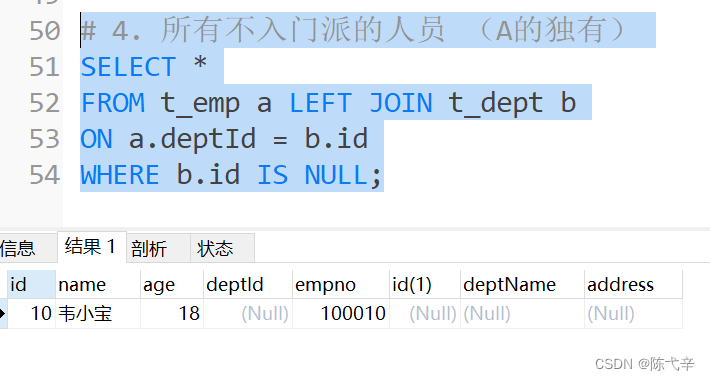 50 # 4. 所有不入门派的人员 （A的独有）
51 SELECT *
52 FROM t_emp a LEFT JOIN t_dept b
53 ON a.deptId = b.id
54 WHERE b.id IS NULL;
信息 结果 1 剖析 状态
id name age deptId empno id(1) deptName address
10 韦小宝 18 (Null) 100010 (Null) (Null) (Null)
CSDN @陈弋辛